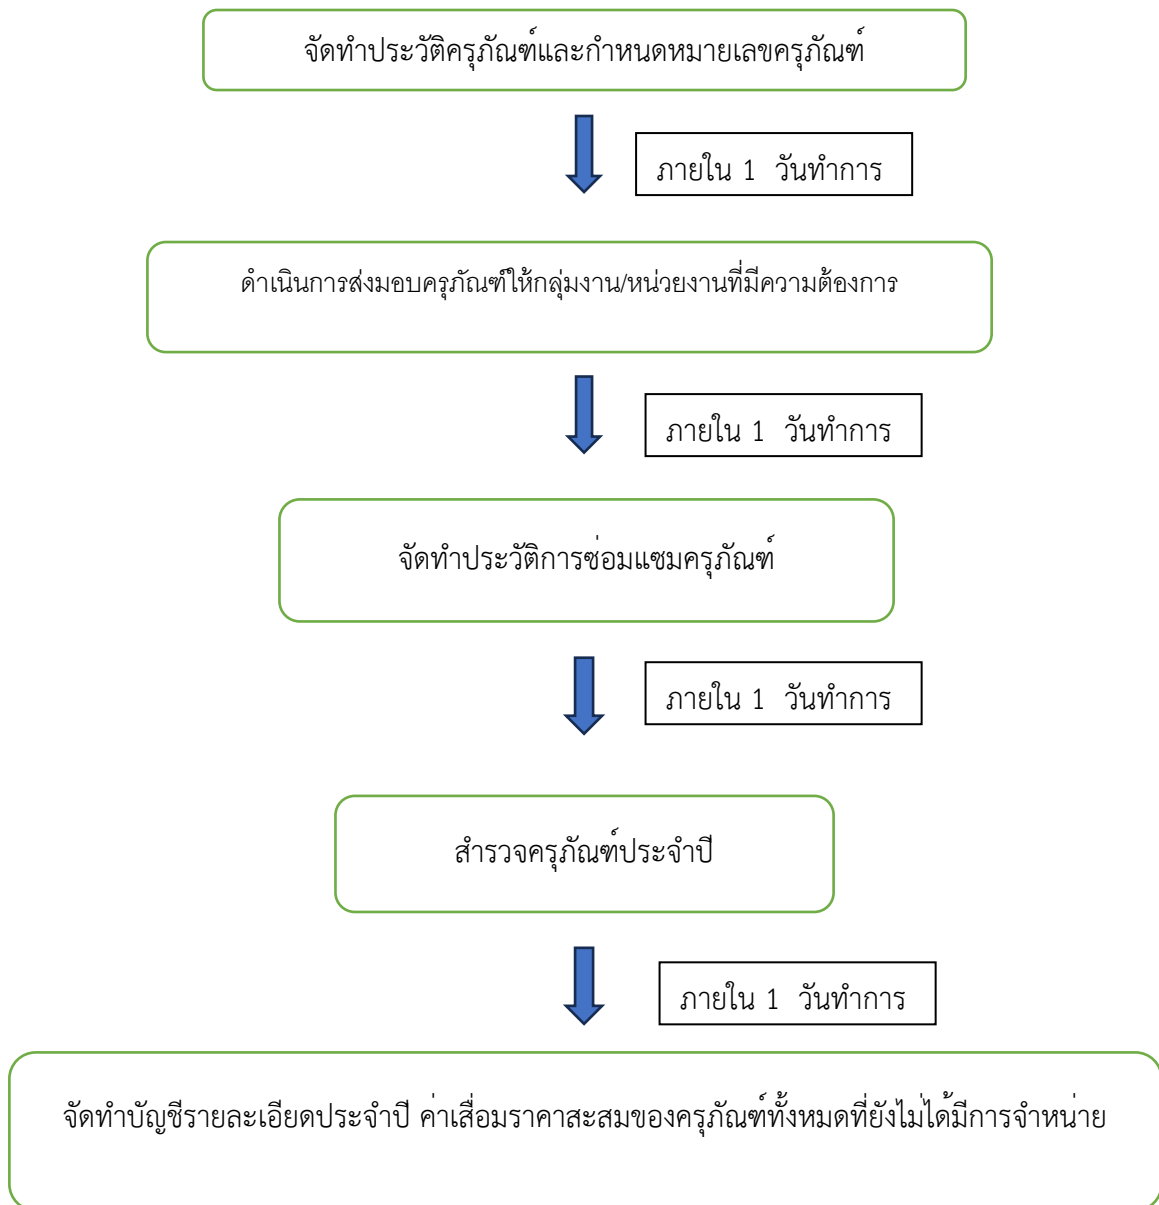 จัดทำประวัติครุภัณฑ์และกำหนดหมายเลขครุภัณฑ์
ภายใน 1 วันทำการ
ดำเนินการส่งมอบครุภัณฑ์ให้กลุ่มงาน/หน่วยงานที่มีความต้องการ
ภายใน 1 วันทำการ
จัดทำประวัติการซ่อมแซมครุภัณฑ์
ภายใน 1 วันทำการ
สำรวจครุภัณฑ์ประจำปี
ภายใน 1 วันทำการ
จัดทำบัญชีรายละเอียดประจำปี ค่าเสื่อมราคาสะสมของครุภัณฑ์ทั้งหมดที่ยังไม่ได้มีการจำหน่าย